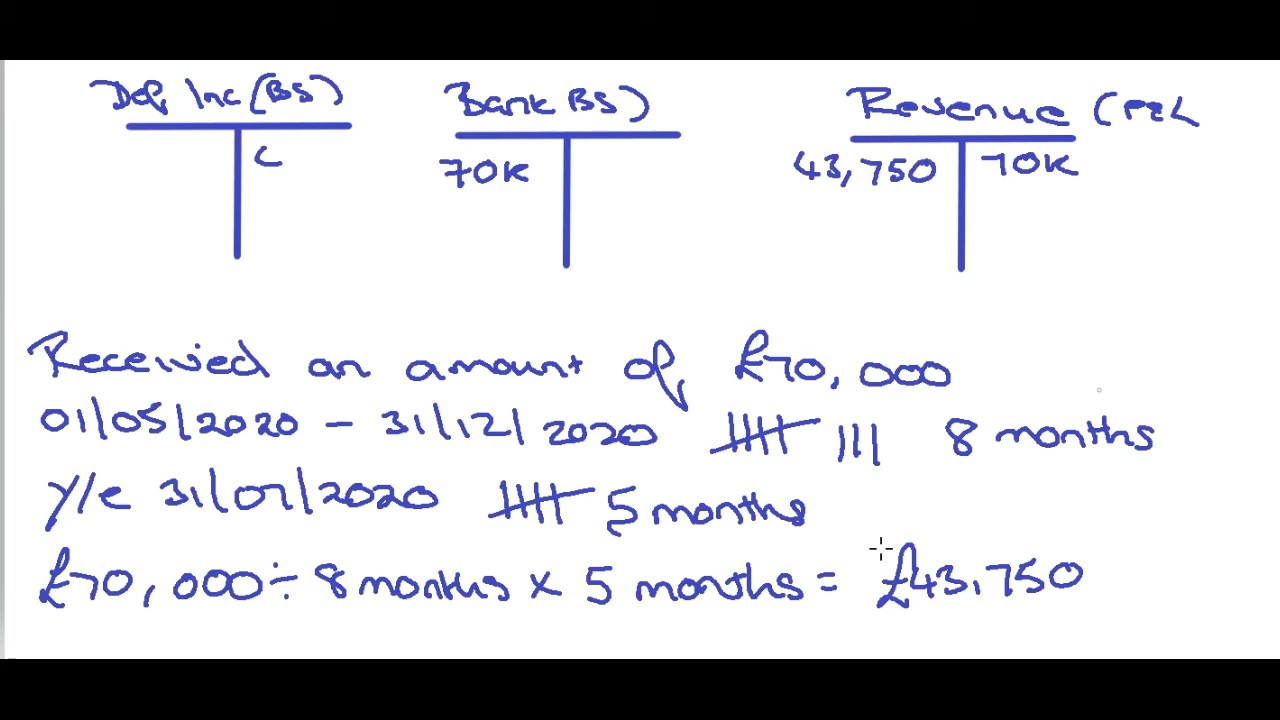 Def Inc (BS)
Bank BS)
Revenue (P&L
C
70K
43,750 70K
Received an amount of £70,000
01/05/2020 - 31/12/2020 8 months
y/e 31/07/2020 5 months
£70,000 ÷ 8 months x 5 months = £43,750